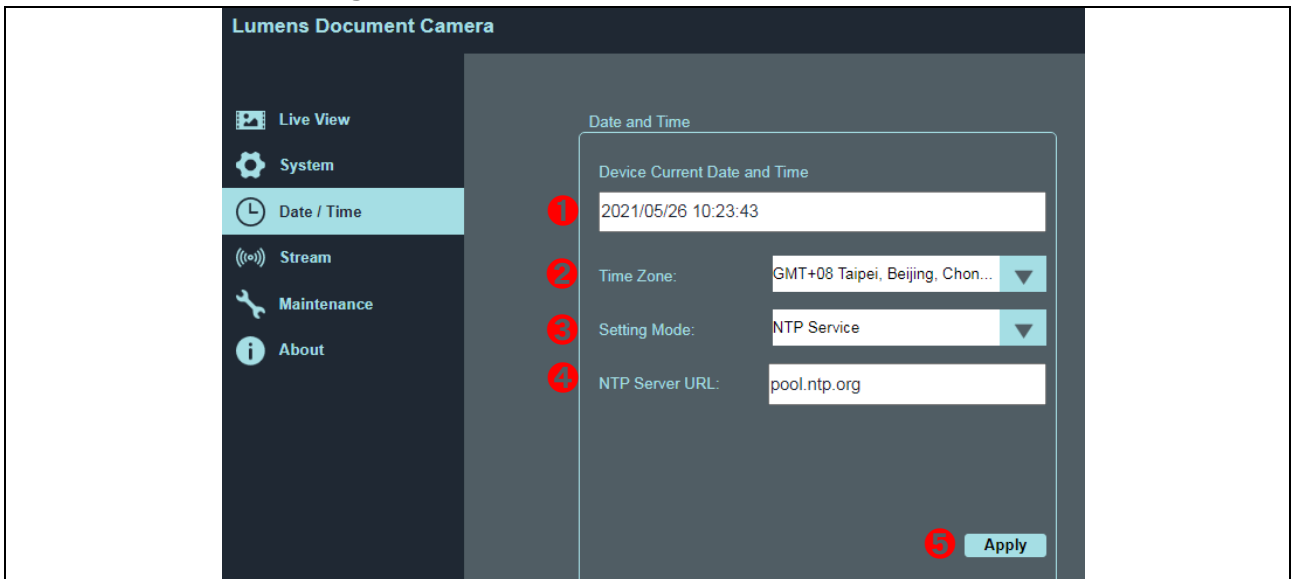 Lumens Document Camera
Live View
System
Date / Time
Stream
Maintenance
About
Date and Time
Device Current Date and Time
1 2021/05/26 10:23:43
2 Time Zone: GMT+08 Taipei, Beijing, Chon...
3 Setting Mode: NTP Service
4 NTP Server URL: pool.ntp.org
5 Apply